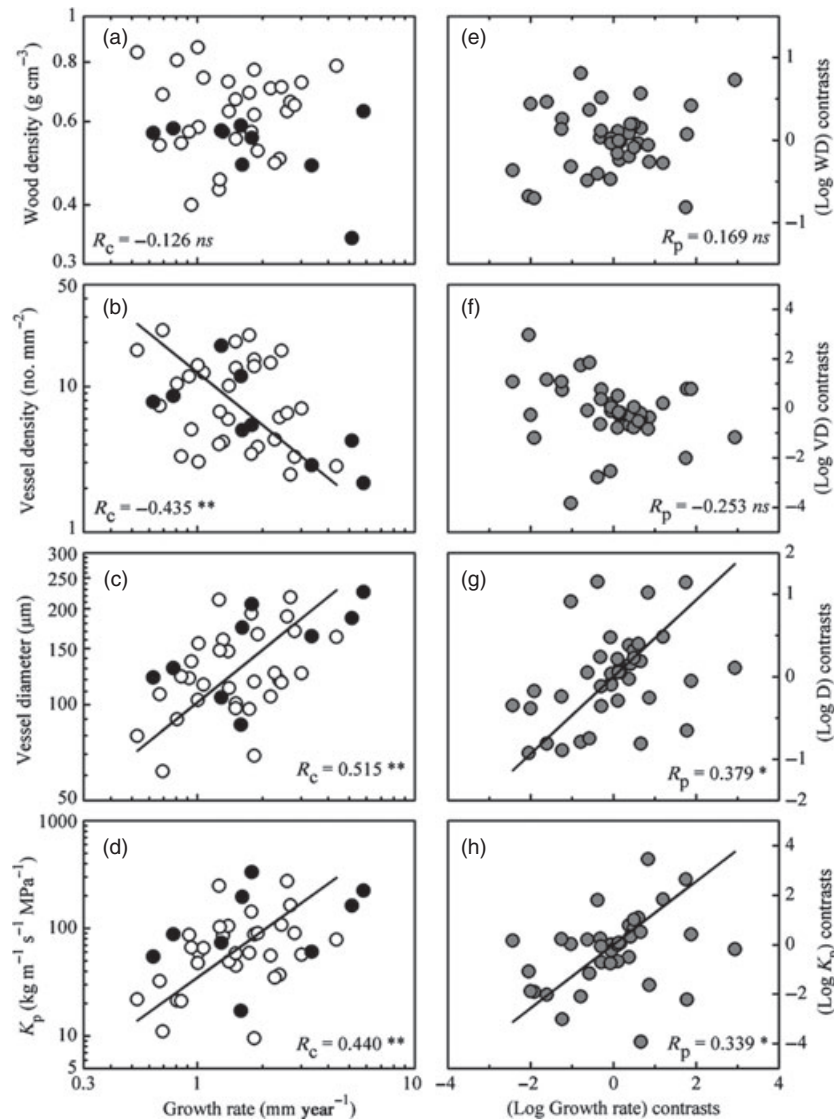 (a)
(e)
Wood density (g cm⁻³)
1
0.8
0.6
0.4
0.3
R_c = −0.126 ns
R_p = 0.169 ns
1
0
−1
(Log WD) contrasts
(b)
(f)
Vessel density (no. mm⁻²)
50
10
1
R_c = −0.435 **
R_p = −0.253 ns
4
2
0
−2
−4
(Log VD) contrasts
(c)
(g)
Vessel diameter (µm)
300
250
200
150
100
50
R_c = 0.515 **
R_p = 0.379 *
2
1
0
−1
−2
(Log D) contrasts
(d)
(h)
K_p (kg m⁻¹ s⁻¹ MPa⁻¹)
1000
100
10
5
R_c = 0.440 **
R_p = 0.339 *
4
2
0
−2
−4
(Log K_p) contrasts
0.3
1
10
−4
−2
0
2
4
Growth rate (mm year⁻¹)
(Log Growth rate) contrasts